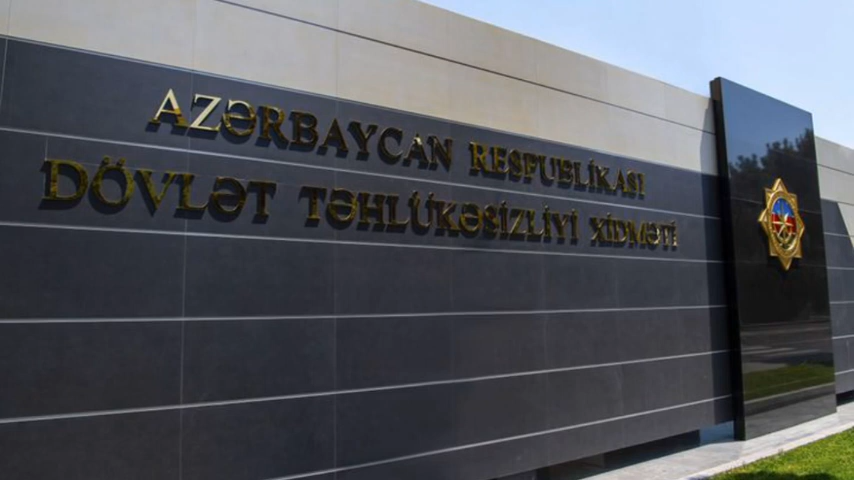 AZƏRBAYCAN RESPUBLİKASI
DÖVLƏT TƏHLÜKƏSİZLİYİ XİDMƏTİ